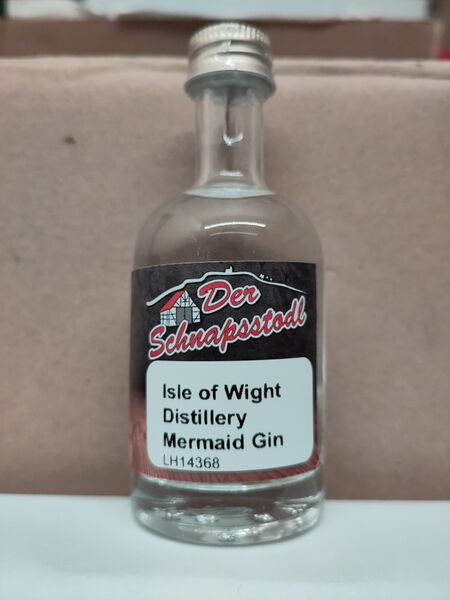 Der
Schnapsstodl
Isle of Wight
Distillery
Mermaid Gin
LH14368